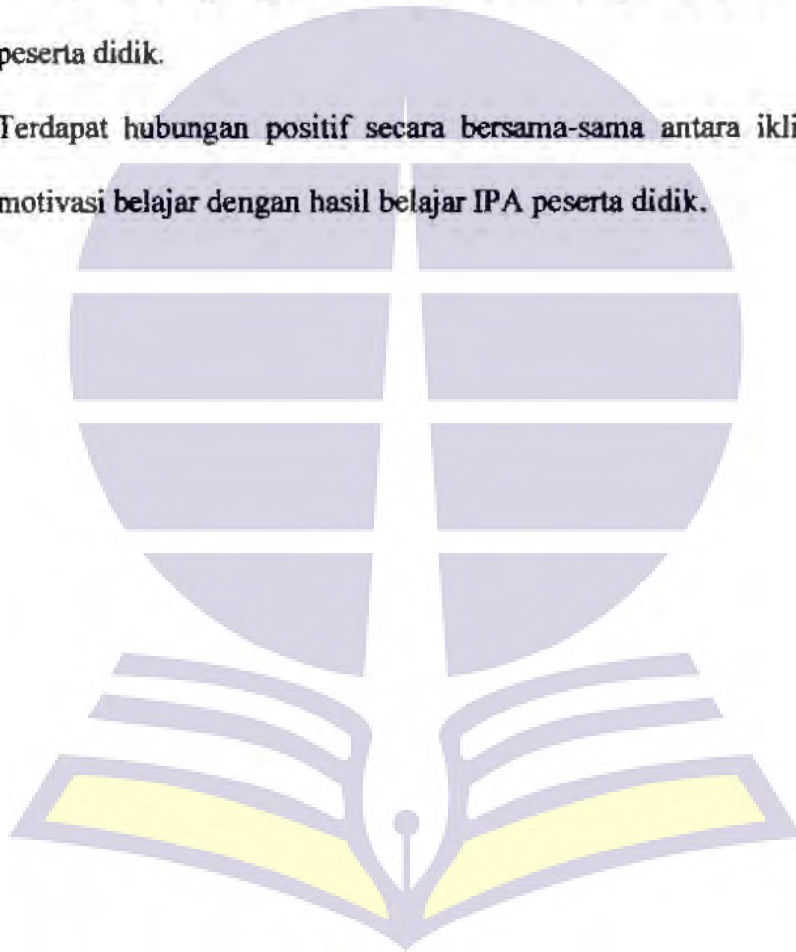 peserta didik.
Terdapat hubungan positif secara bersama-sama antara ikli
motivasi belajar dengan hasil belajar IPA peserta didik.